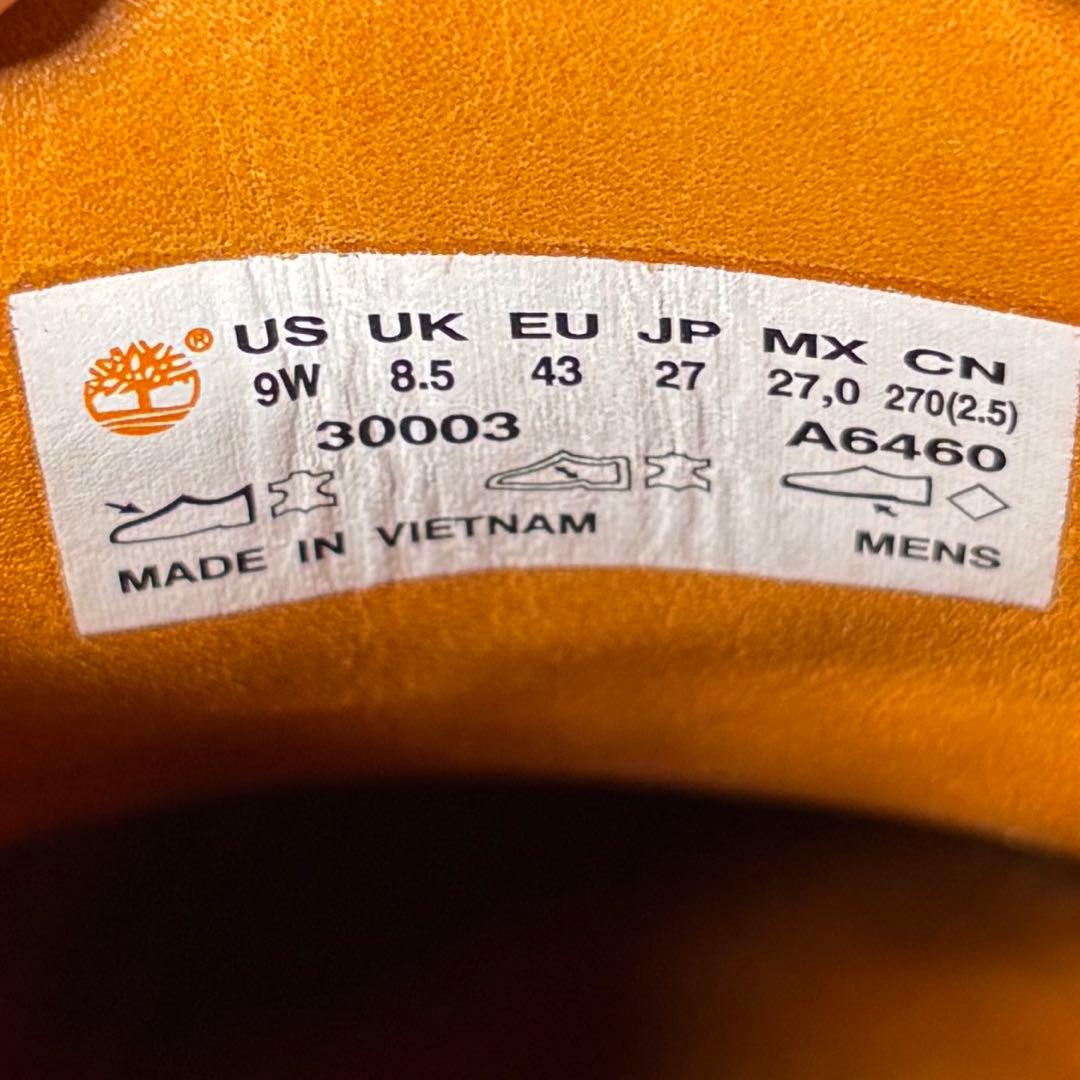 ® US UK EU JP MX CN
9W 8.5 43 27 27,0 270(2.5)
30003 A6460
MADE IN VIETNAM MENS